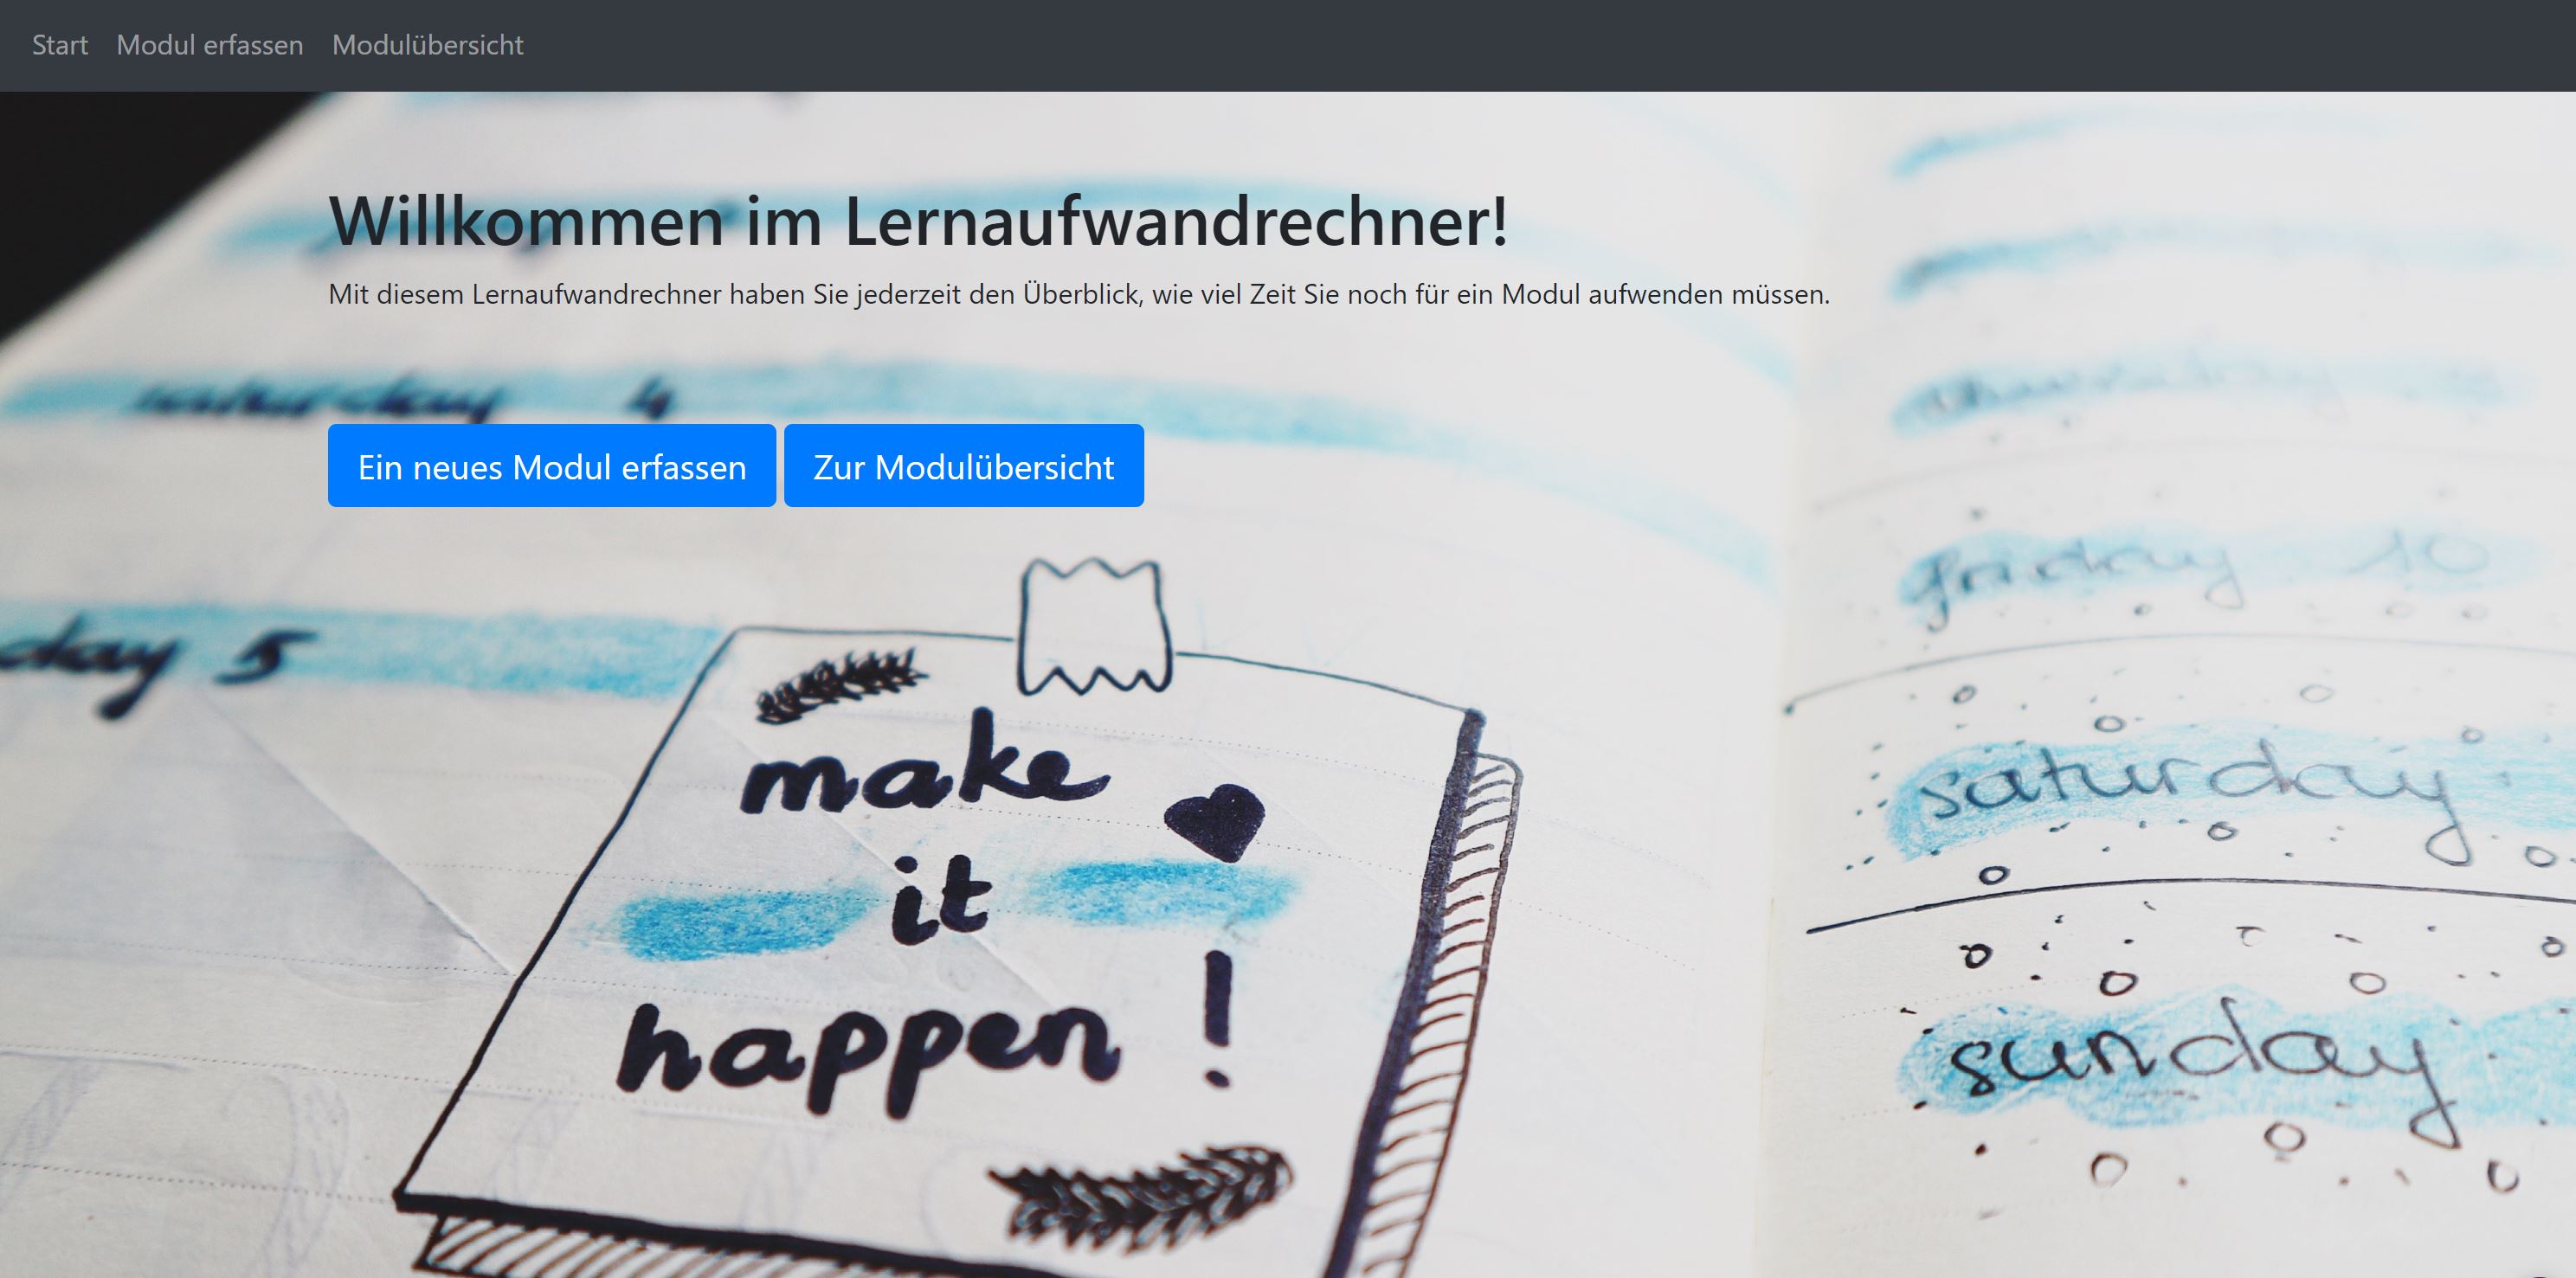 Start Modul erfassen Modulübersicht
Willkommen im Lernaufwandrechner!
Mit diesem Lernaufwandrechner haben Sie jederzeit den Überblick, wie viel Zeit Sie noch für ein Modul aufwenden müssen.
saturday 4
Ein neues Modul erfassen Zur Modulübersicht
day 5
make
it
happen !
friday 10
saturday
sunday